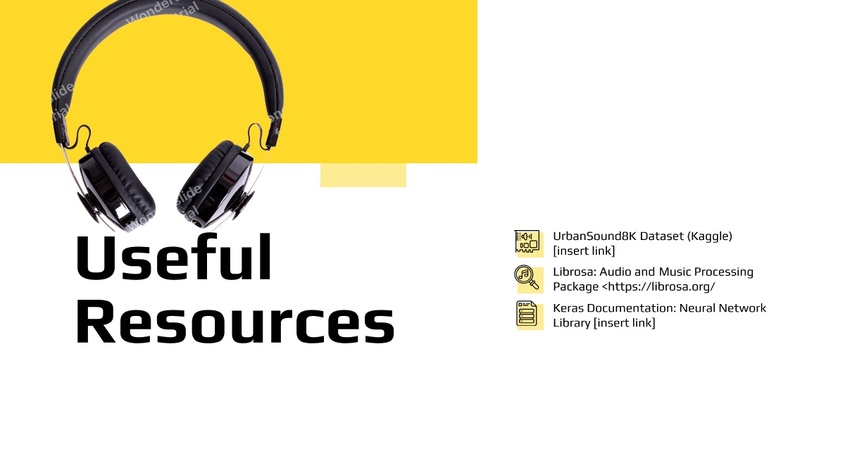 Useful
Resources
UrbanSound8K Dataset (Kaggle)
[insert link]
Librosa: Audio and Music Processing
Package <https://librosa.org/
Keras Documentation: Neural Network
Library [insert link]